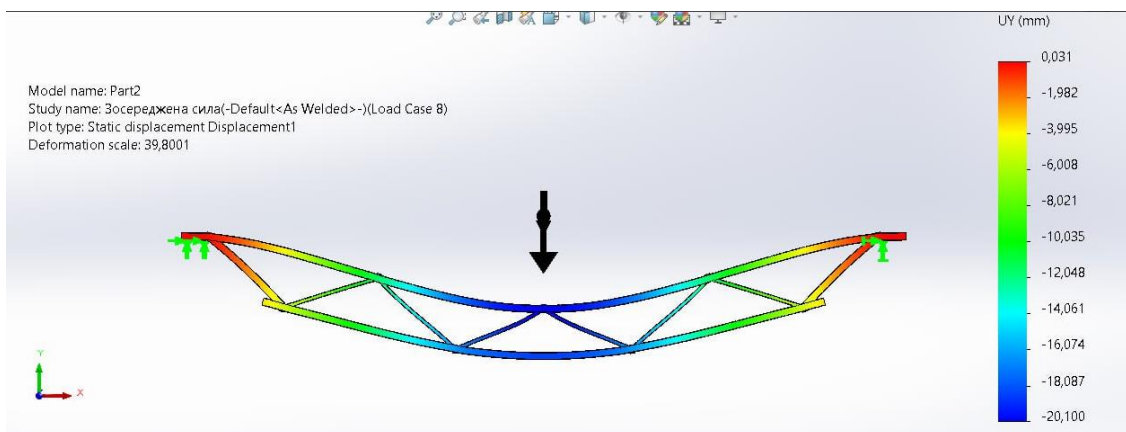 UY (mm)
Model name: Part2
Study name: Зосереджена сила(-Default<As Welded>-)(Load Case 8)
Plot type: Static displacement Displacement1
Deformation scale: 39,8001
0,031
-1,982
-3,995
-6,008
-8,021
-10,035
-12,048
-14,061
-16,074
-18,087
-20,100
Y
X